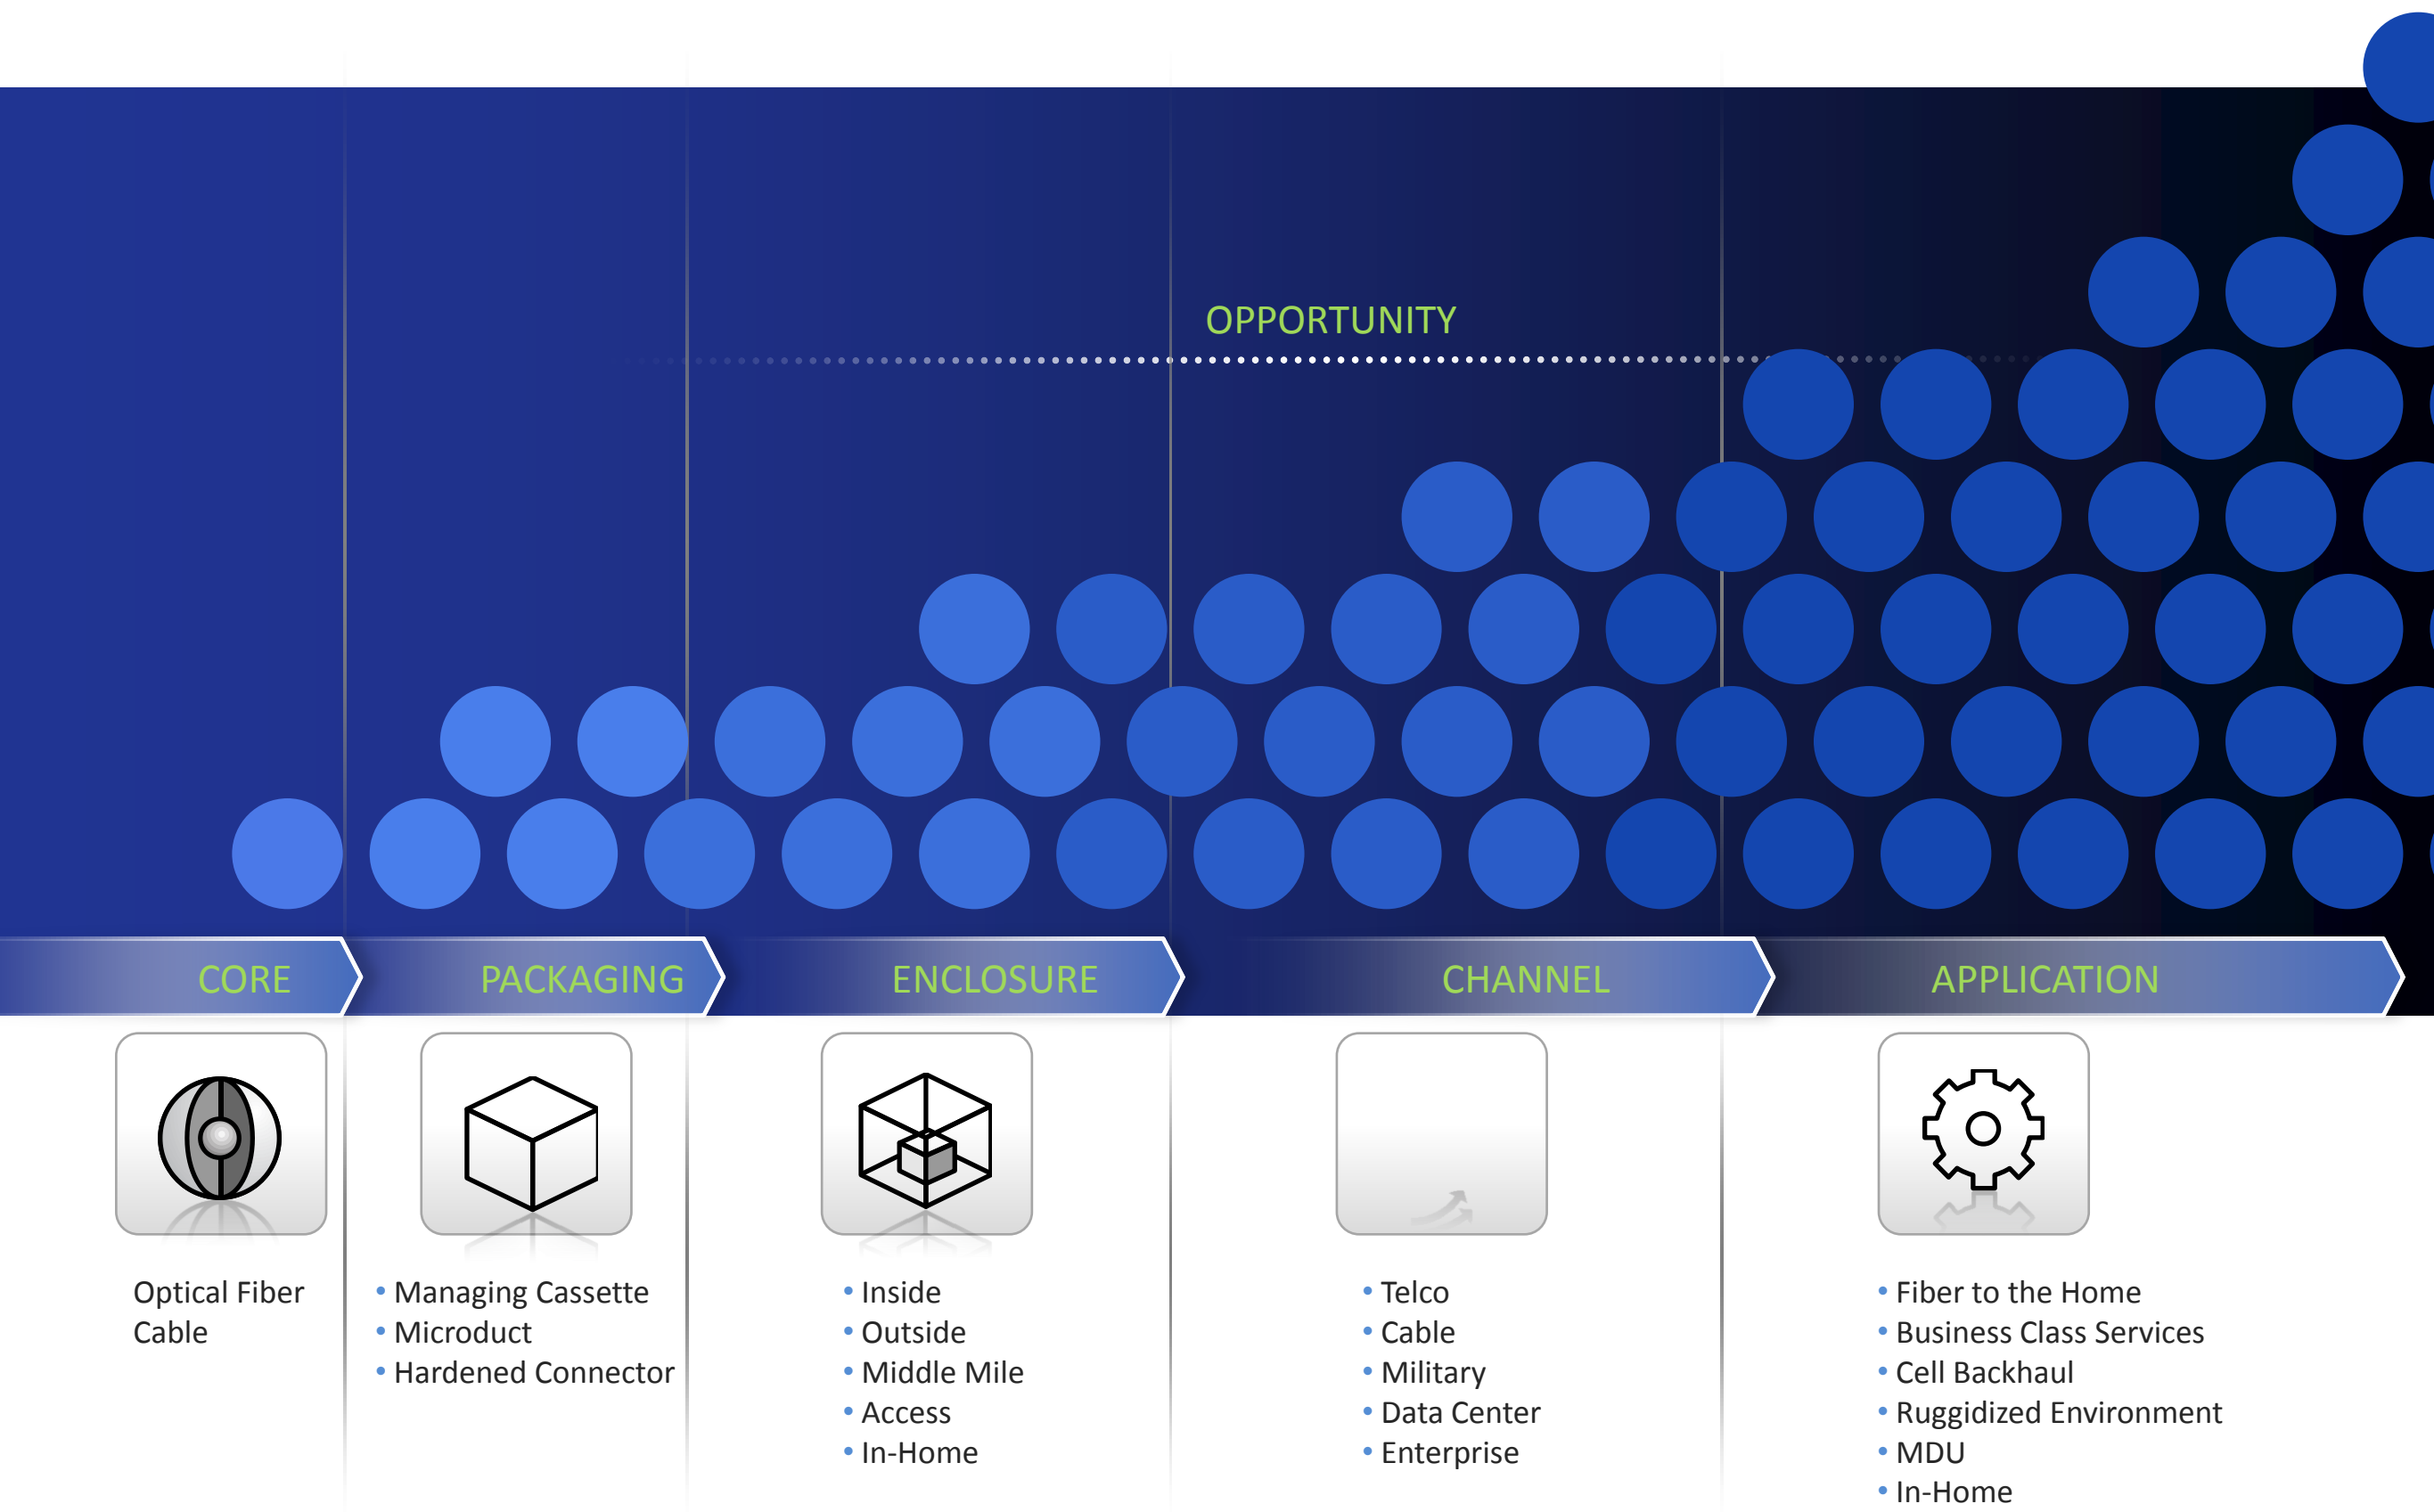 OPPORTUNITY
CORE
PACKAGING
ENCLOSURE
CHANNEL
APPLICATION
Optical Fiber
Cable
• Managing Cassette
• Microduct
• Hardened Connector
• Inside
• Outside
• Middle Mile
• Access
• In-Home
• Telco
• Cable
• Military
• Data Center
• Enterprise
• Fiber to the Home
• Business Class Services
• Cell Backhaul
• Ruggidized Environment
• MDU
• In-Home